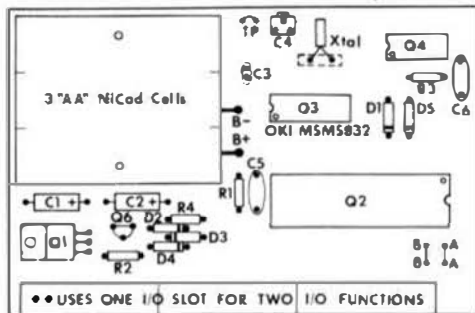 TP
C4
Xtal
Q4
C3
3 "AA" NiCad Cells
C6
B-
Q3
D1
D5
OKI MSM5832
B+
C5
R1
Q2
C1 +
C2 +
R4
Q6
D2
Q1
D3
D4
R2
B A
B A
•• USES ONE I/O SLOT FOR TWO I/O FUNCTIONS